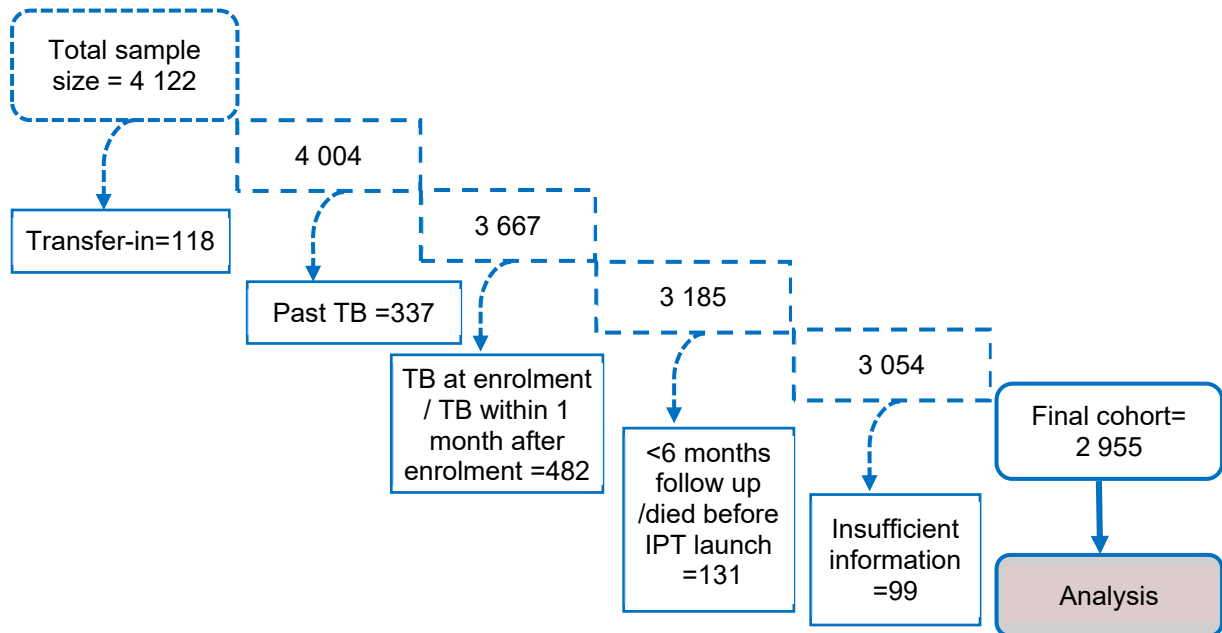 Total sample
size = 4 122
4 004
Transfer-in=118
3 667
Past TB =337
3 185
TB at enrolment
/ TB within 1
month after
enrolment =482
3 054
<6 months
follow up
/died before
IPT launch
=131
Insufficient
information
=99
Final cohort=
2 955
Analysis